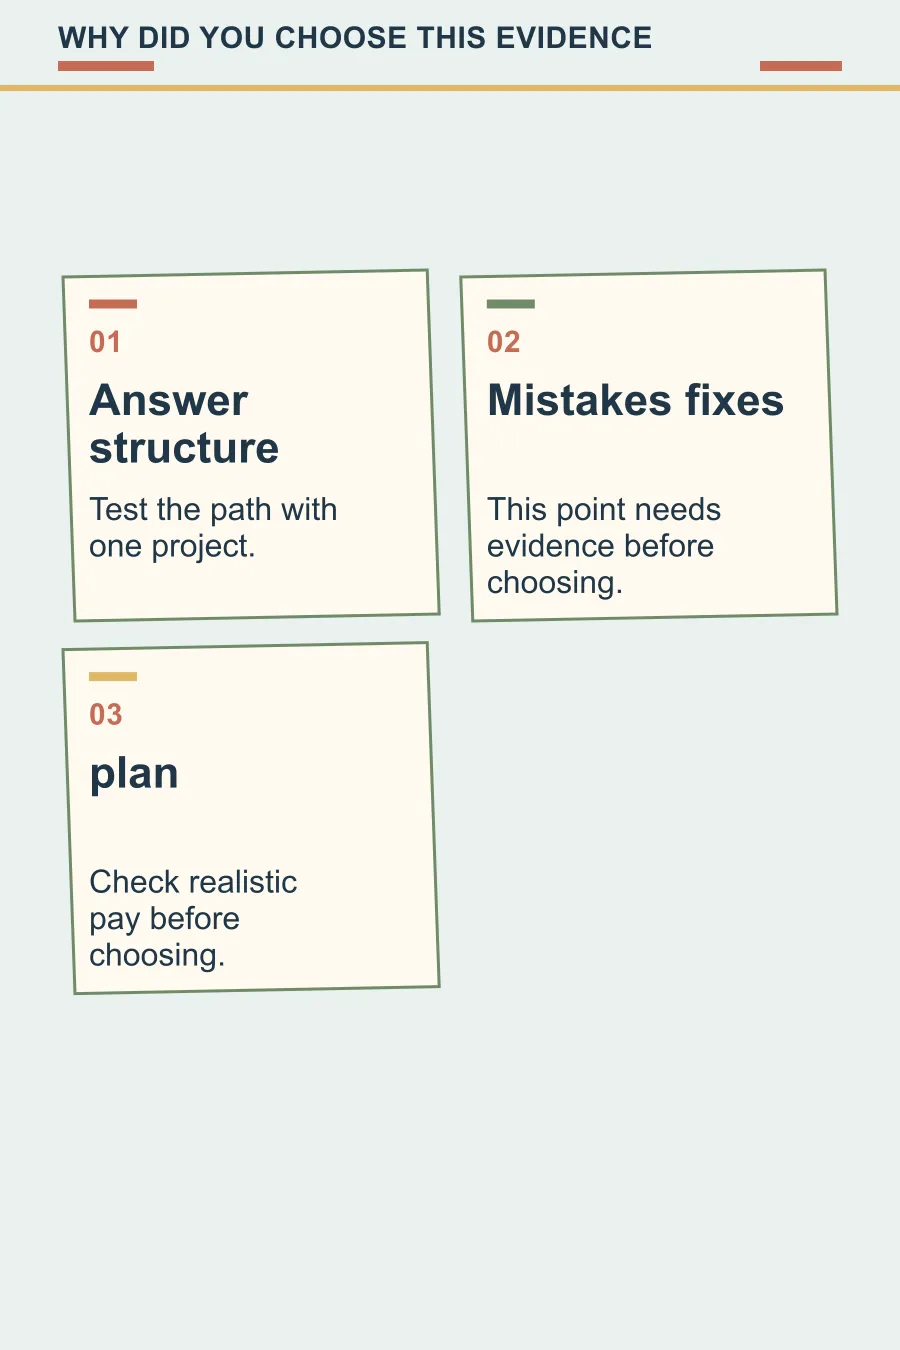 WHY DID YOU CHOOSE THIS EVIDENCE
01
Answer
structure
Test the path with
one project.
02
Mistakes fixes
This point needs
evidence before
choosing.
03
plan
Check realistic
pay before
choosing.